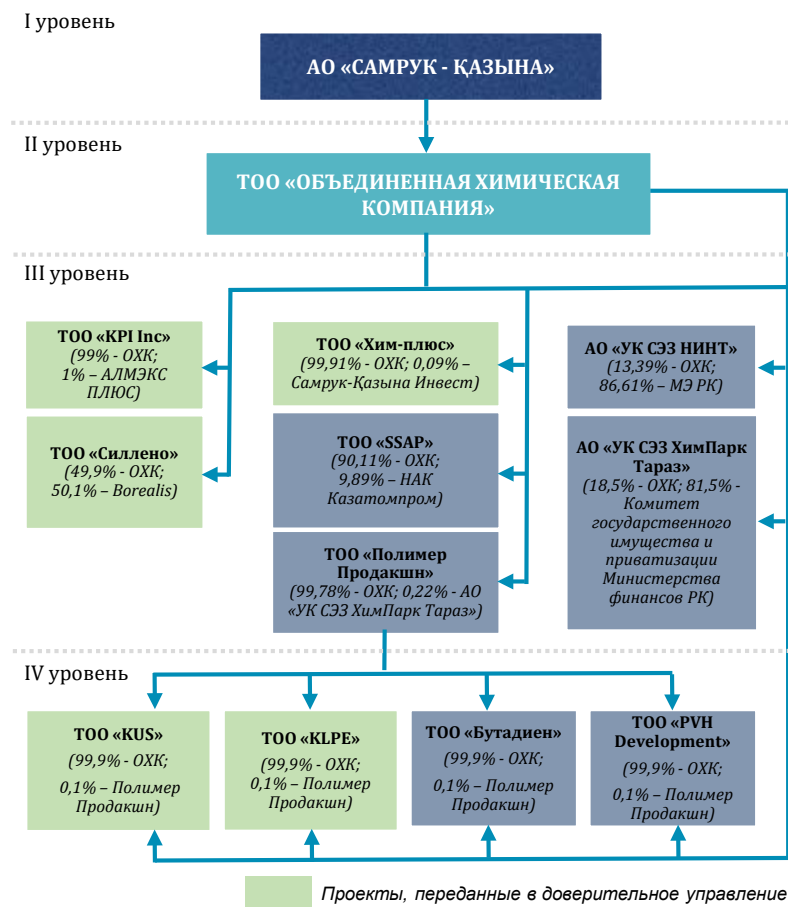 I уровень
АО «САМРУК - ҚАЗЫНА»
II уровень
ТОО «ОБЪЕДИНЕННАЯ ХИМИЧЕСКАЯ
КОМПАНИЯ»
III уровень
ТОО «KPI Inc»
(99% - ОХК;
1% – АЛМЭКС
ПЛЮС)
ТОО «Силлено»
(49,9% - ОХК;
50,1% – Borealis)
ТОО «Хим-плюс»
(99,91% - ОХК; 0,09% –
Самрук-Қазына Инвест)
ТОО «SSAP»
(90,11% - ОХК;
9,89% – НАК
Казатомпром)
ТОО «Полимер
Продакшн»
(99,78% - ОХК; 0,22% - АО
«УК СЭЗ ХимПарк Тараз»)
АО «УК СЭЗ НИНТ»
(13,39% - ОХК;
86,61% – МЭ РК)
АО «УК СЭЗ ХимПарк
Тараз»
(18,5% - ОХК; 81,5% -
Комитет
государственного
имущества и
приватизации
Министерства
финансов РК)
IV уровень
ТОО «KUS»
(99,9% - ОХК;
0,1% – Полимер
Продакшн)
ТОО «KLPE»
(99,9% - ОХК;
0,1% – Полимер
Продакшн)
ТОО «Бутадиен»
(99,9% - ОХК;
0,1% – Полимер
Продакшн)
ТОО «PVH
Development»
(99,9% - ОХК;
0,1% – Полимер
Продакшн)
Проекты, переданные в доверительное управление